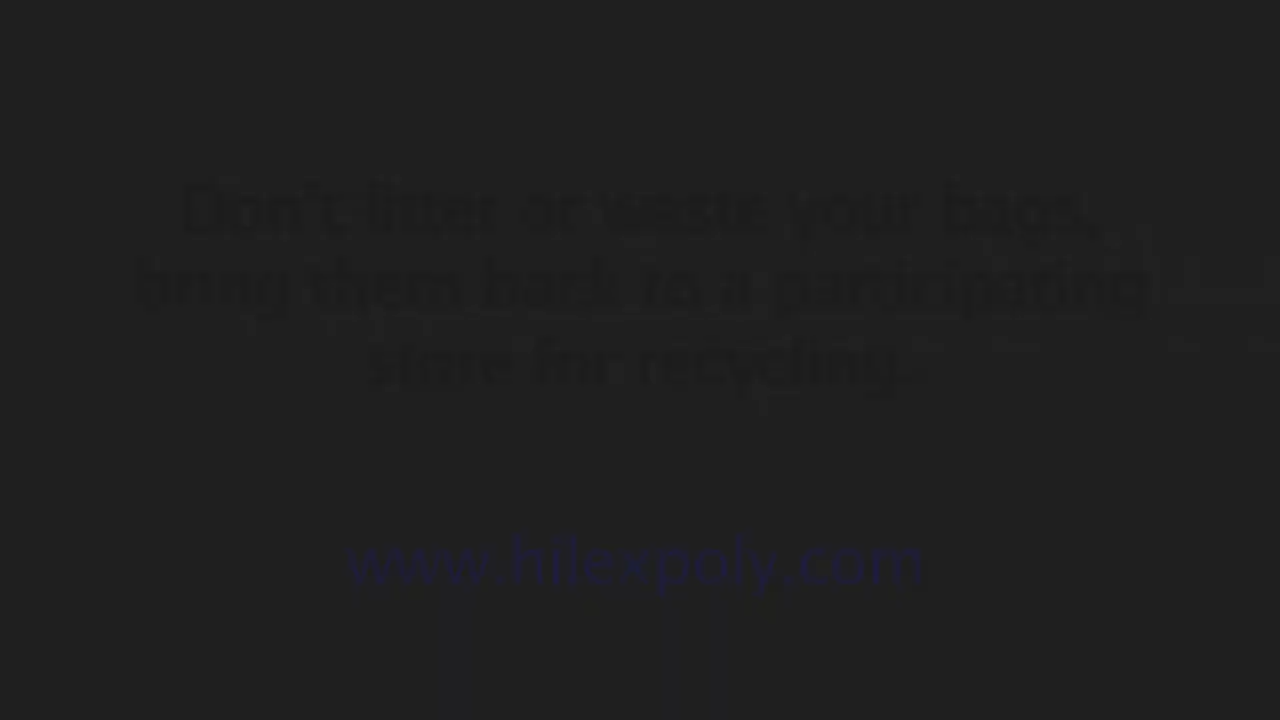 Don't litter or waste your bags,
bring them back to a participating
store for recycling.
www.hilexpoly.com